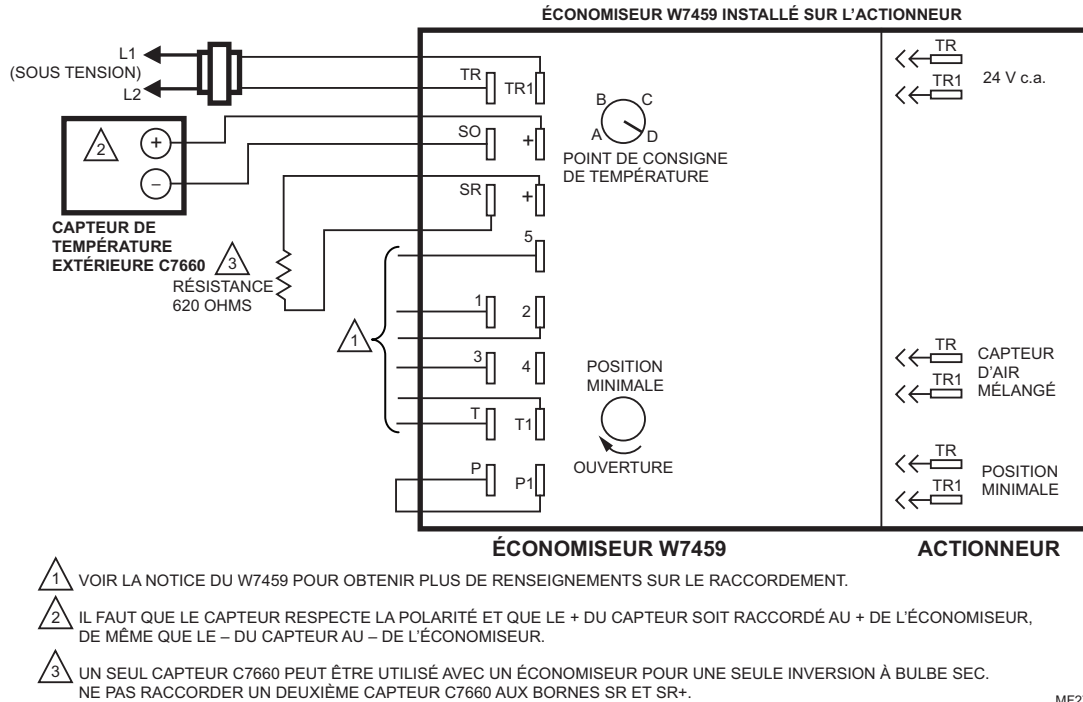 ÉCONOMISEUR W7459 INSTALLÉ SUR L'ACTIONNEUR
L1
(SOUS TENSION)
L2
TR
TR1
2
+
–
SO
+
CAPTEUR DE
TEMPÉRATURE
EXTÉRIEURE C7660
3
RÉSISTANCE
620 OHMS
SR
+
5
1
1
2
3
4
T
T1
P
P1
B
C
A
D
POINT DE CONSIGNE
DE TEMPÉRATURE
POSITION
MINIMALE
OUVERTURE
TR
TR1
24 V c.a.
TR
TR1
CAPTEUR
D'AIR
MÉLANGÉ
TR
TR1
POSITION
MINIMALE
ÉCONOMISEUR W7459
ACTIONNEUR
1 VOIR LA NOTICE DU W7459 POUR OBTENIR PLUS DE RENSEIGNEMENTS SUR LE RACCORDEMENT.
2 IL FAUT QUE LE CAPTEUR RESPECTE LA POLARITÉ ET QUE LE + DU CAPTEUR SOIT RACCORDÉ AU + DE L'ÉCONOMISEUR,
DE MÊME QUE LE – DU CAPTEUR AU – DE L'ÉCONOMISEUR.
3 UN SEUL CAPTEUR C7660 PEUT ÊTRE UTILISÉ AVEC UN ÉCONOMISEUR POUR UNE SEULE INVERSION À BULBE SEC.
NE PAS RACCORDER UN DEUXIÈME CAPTEUR C7660 AUX BORNES SR ET SR+.